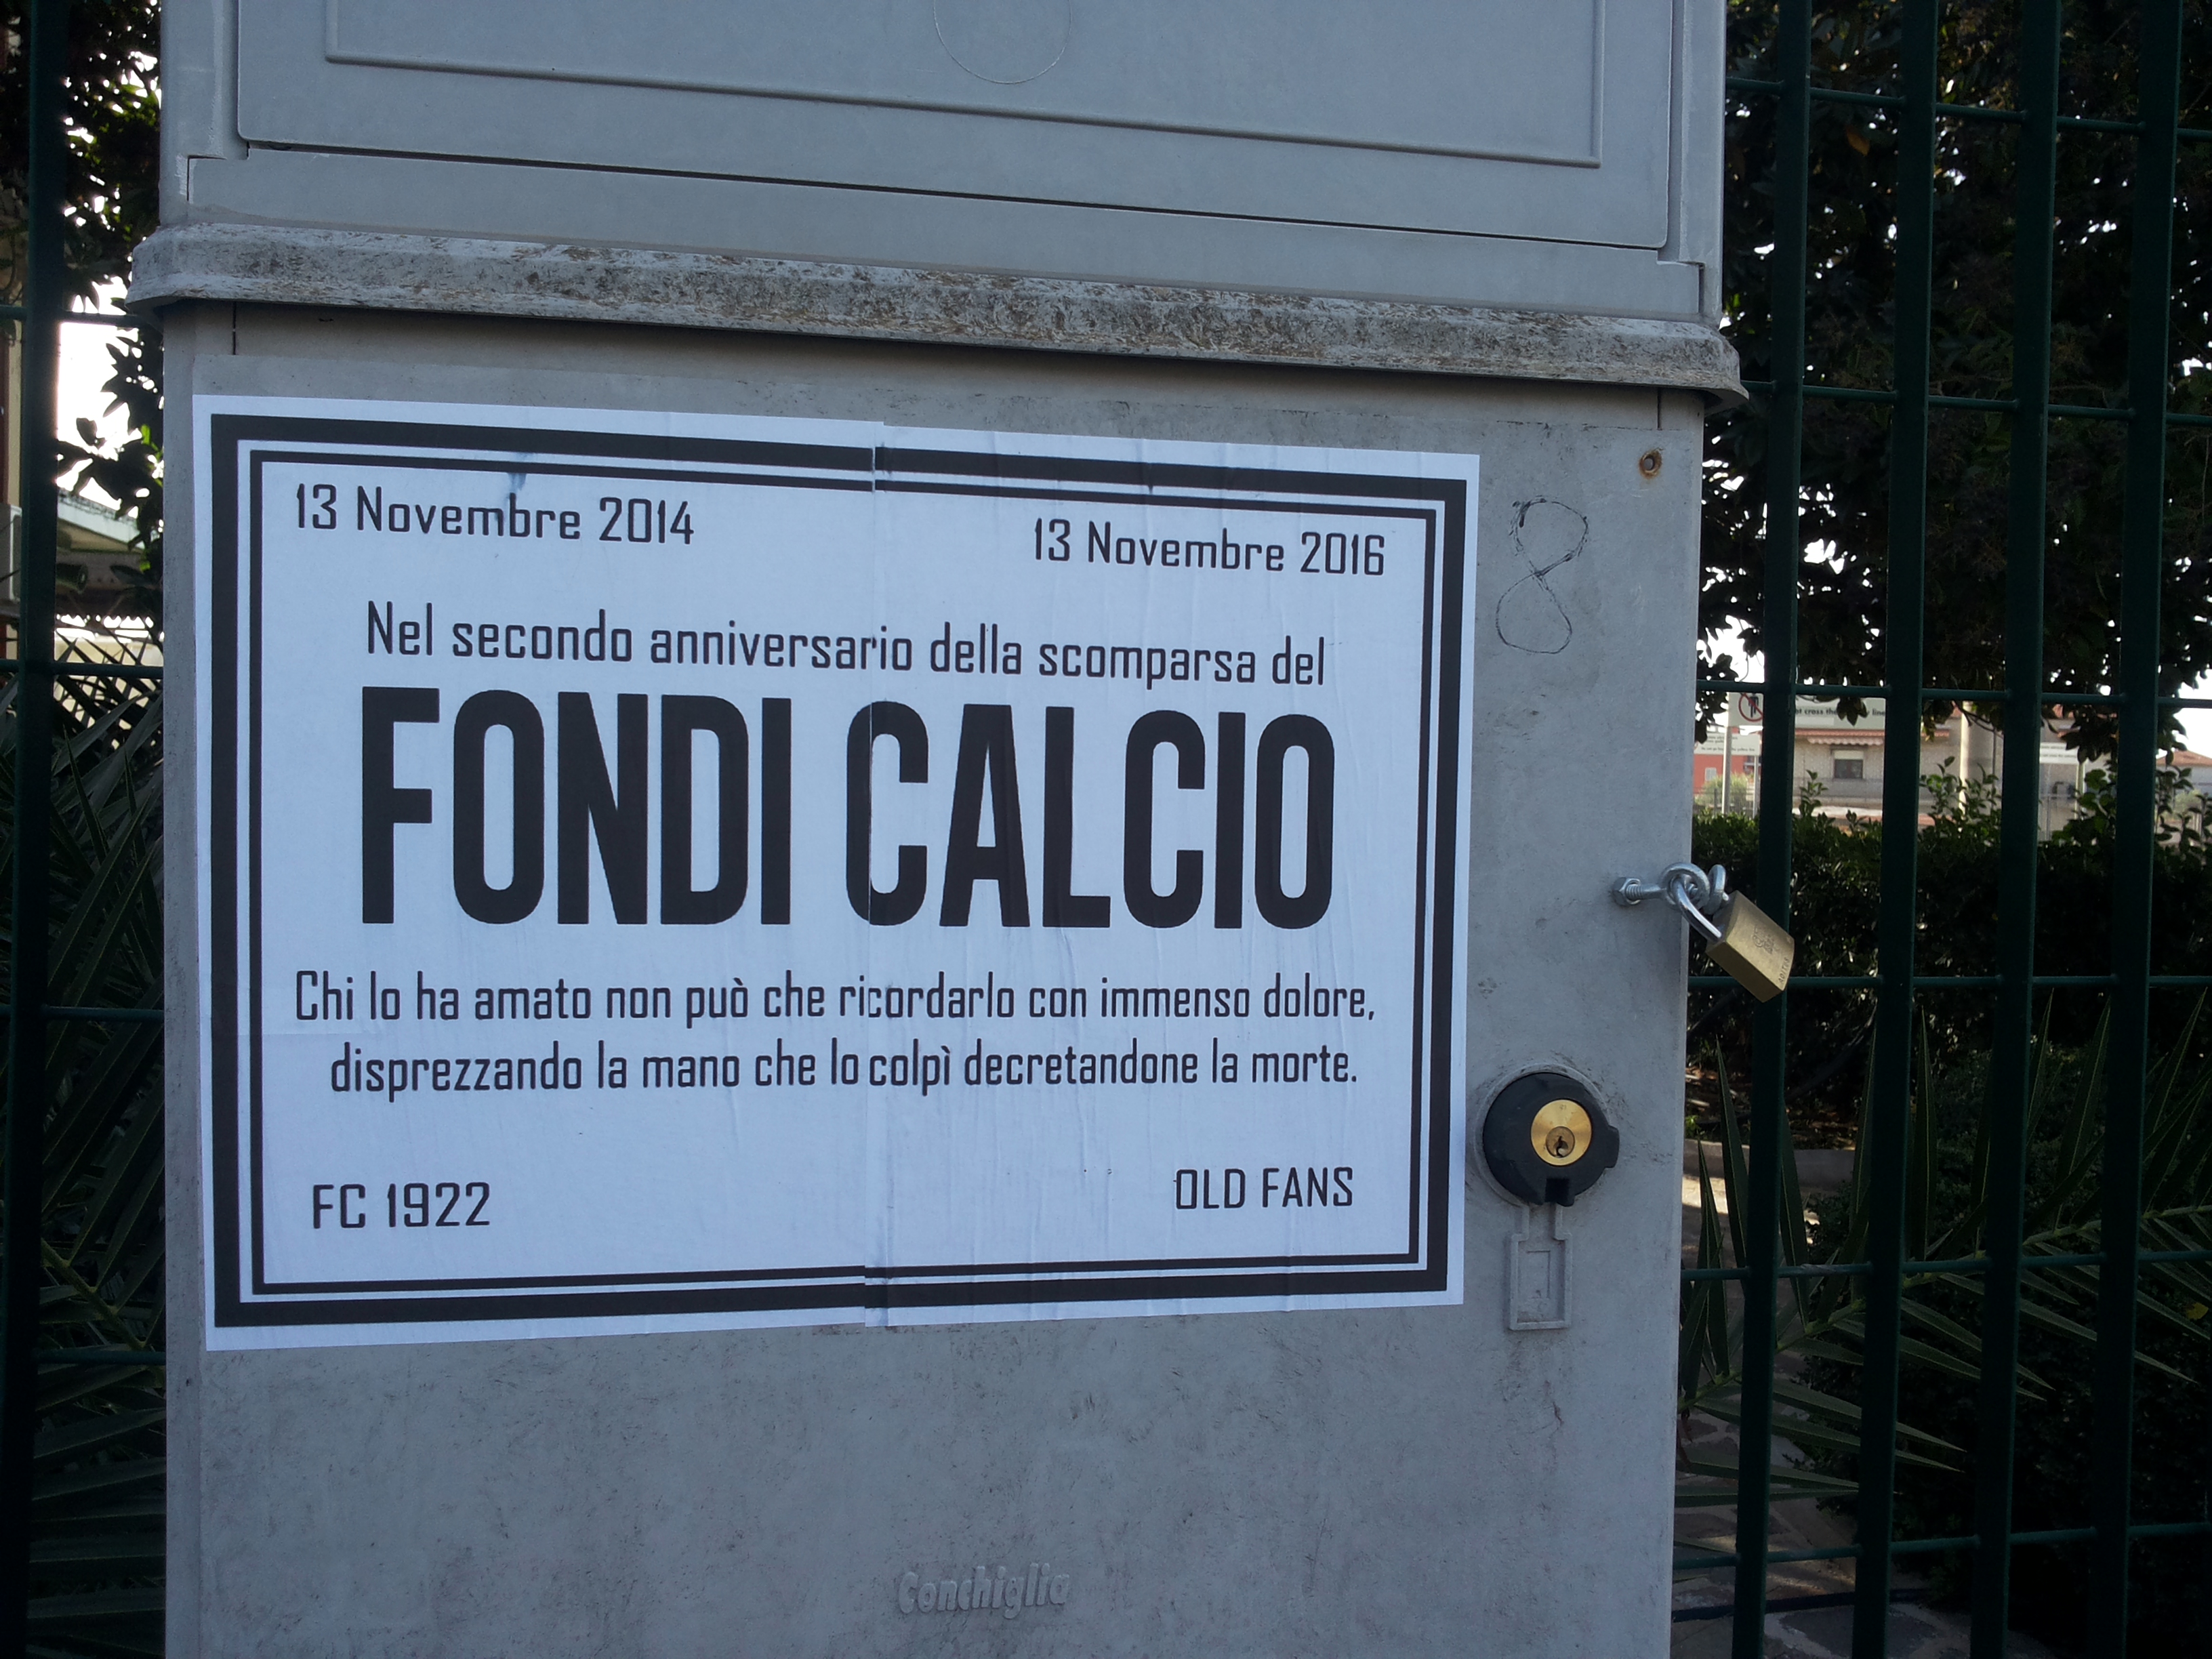 13 Novembre 2014
13 Novembre 2016
Nel secondo anniversario della scomparsa del
FONDI CALCIO
Chi lo ha amato non può che ricordarlo con immenso dolore,
disprezzando la mano che lo colpì decretandone la morte.
FC 1922
OLD FANS
8
Conchiglia